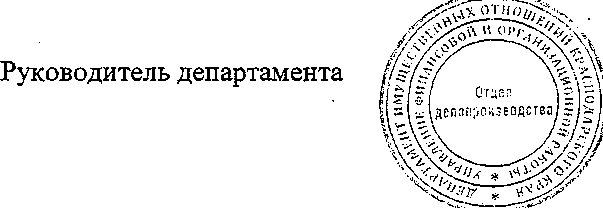 Руководитель департамента
ДЕПАРТАМЕНТ ИМУЩЕСТВЕННЫХ ОТНОШЕНИЙ КРАСНОДАРСКОГО КРАЯ
УПРАВЛЕНИЕ ФИНАНСОВОЙ И ОРГАНИЗАЦИОННОЙ РАБОТЫ
Отдел
делопроизводства